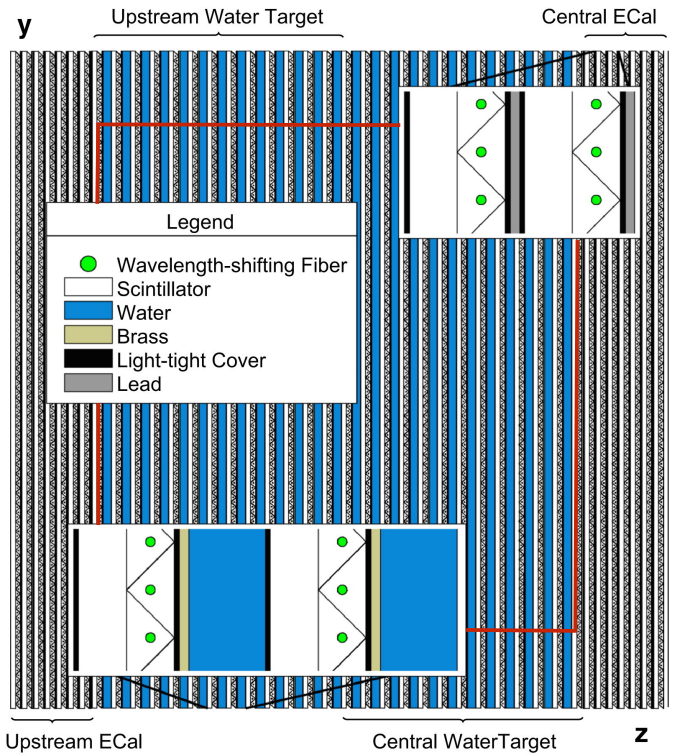 y
Upstream Water Target
Central ECal
Legend
Wavelength-shifting Fiber
Scintillator
Water
Brass
Light-tight Cover
Lead
Upstream ECal
Central WaterTarget
z